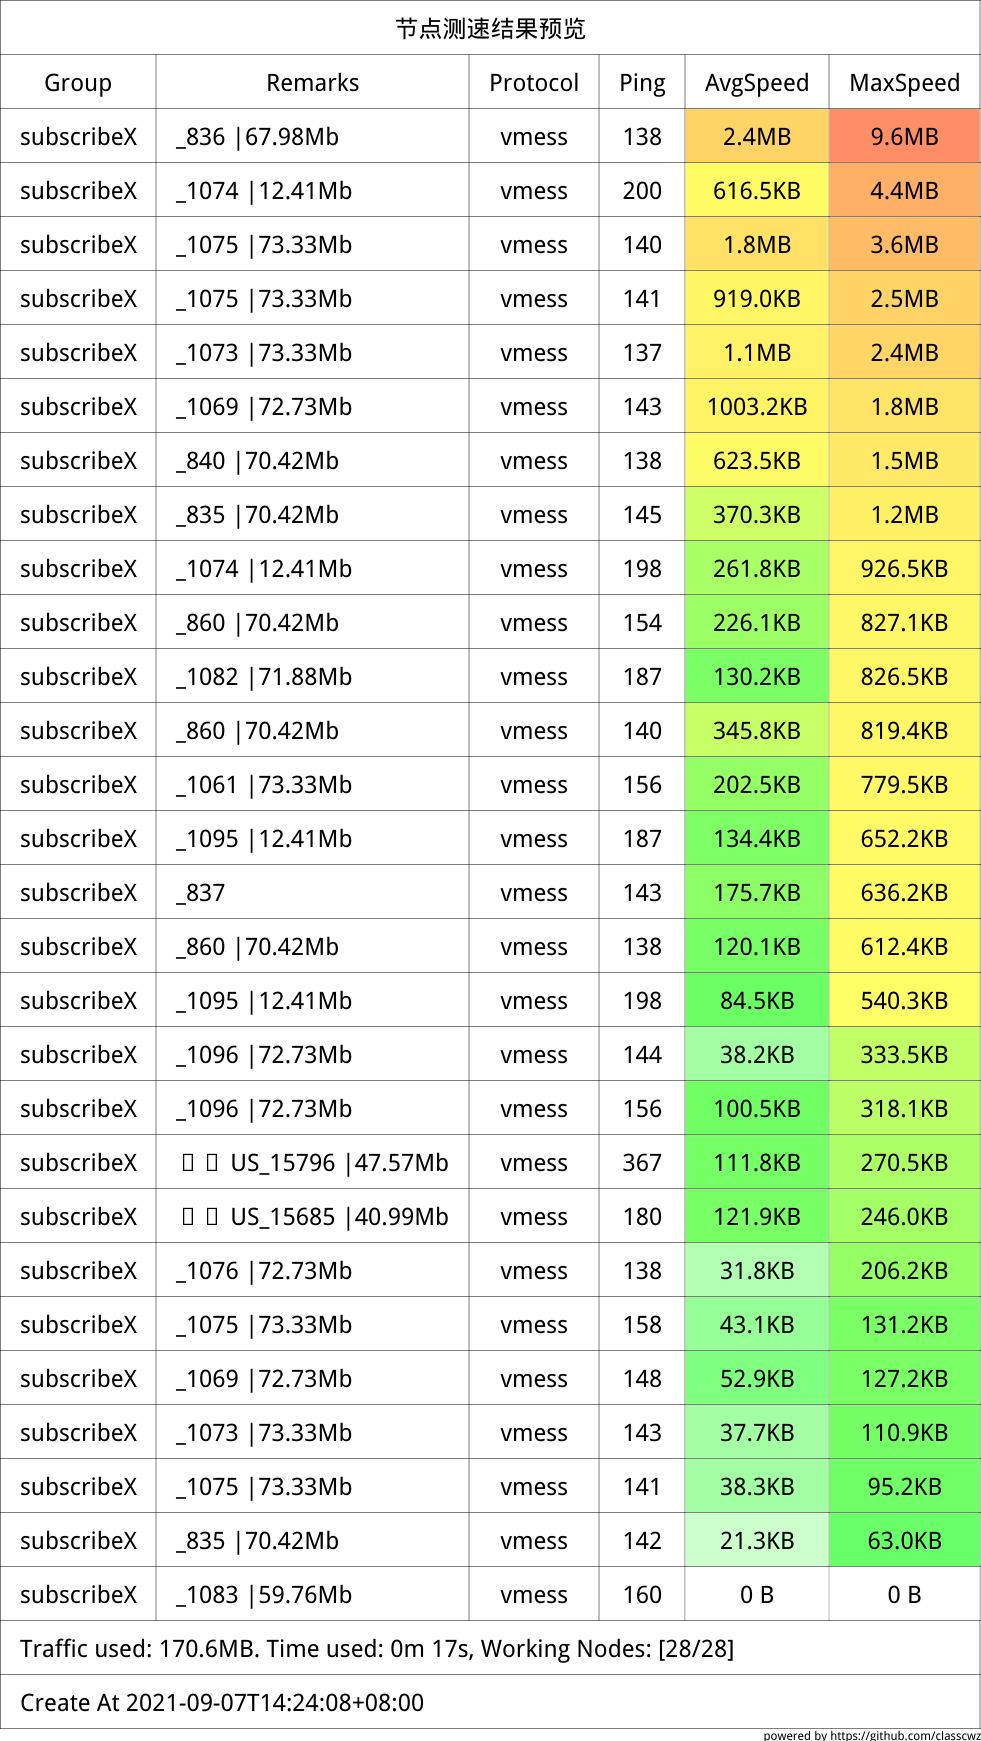 节点测速结果预览
Group Remarks Protocol Ping AvgSpeed MaxSpeed
subscribeX _836 |67.98Mb vmess 138 2.4MB 9.6MB
subscribeX _1074 |12.41Mb vmess 200 616.5KB 4.4MB
subscribeX _1075 |73.33Mb vmess 140 1.8MB 3.6MB
subscribeX _1075 |73.33Mb vmess 141 919.0KB 2.5MB
subscribeX _1073 |73.33Mb vmess 137 1.1MB 2.4MB
subscribeX _1069 |72.73Mb vmess 143 1003.2KB 1.8MB
subscribeX _840 |70.42Mb vmess 138 623.5KB 1.5MB
subscribeX _835 |70.42Mb vmess 145 370.3KB 1.2MB
subscribeX _1074 |12.41Mb vmess 198 261.8KB 926.5KB
subscribeX _860 |70.42Mb vmess 154 226.1KB 827.1KB
subscribeX _1082 |71.88Mb vmess 187 130.2KB 826.5KB
subscribeX _860 |70.42Mb vmess 140 345.8KB 819.4KB
subscribeX _1061 |73.33Mb vmess 156 202.5KB 779.5KB
subscribeX _1095 |12.41Mb vmess 187 134.4KB 652.2KB
subscribeX _837 vmess 143 175.7KB 636.2KB
subscribeX _860 |70.42Mb vmess 138 120.1KB 612.4KB
subscribeX _1095 |12.41Mb vmess 198 84.5KB 540.3KB
subscribeX _1096 |72.73Mb vmess 144 38.2KB 333.5KB
subscribeX _1096 |72.73Mb vmess 156 100.5KB 318.1KB
subscribeX US_15796 |47.57Mb vmess 367 111.8KB 270.5KB
subscribeX US_15685 |40.99Mb vmess 180 121.9KB 246.0KB
subscribeX _1076 |72.73Mb vmess 138 31.8KB 206.2KB
subscribeX _1075 |73.33Mb vmess 158 43.1KB 131.2KB
subscribeX _1069 |72.73Mb vmess 148 52.9KB 127.2KB
subscribeX _1073 |73.33Mb vmess 143 37.7KB 110.9KB
subscribeX _1075 |73.33Mb vmess 141 38.3KB 95.2KB
subscribeX _835 |70.42Mb vmess 142 21.3KB 63.0KB
subscribeX _1083 |59.76Mb vmess 160 0 B 0 B
Traffic used: 170.6MB. Time used: 0m 17s, Working Nodes: [28/28]
Create At 2021-09-07T14:24:08+08:00
powered by https://github.com/classcwz